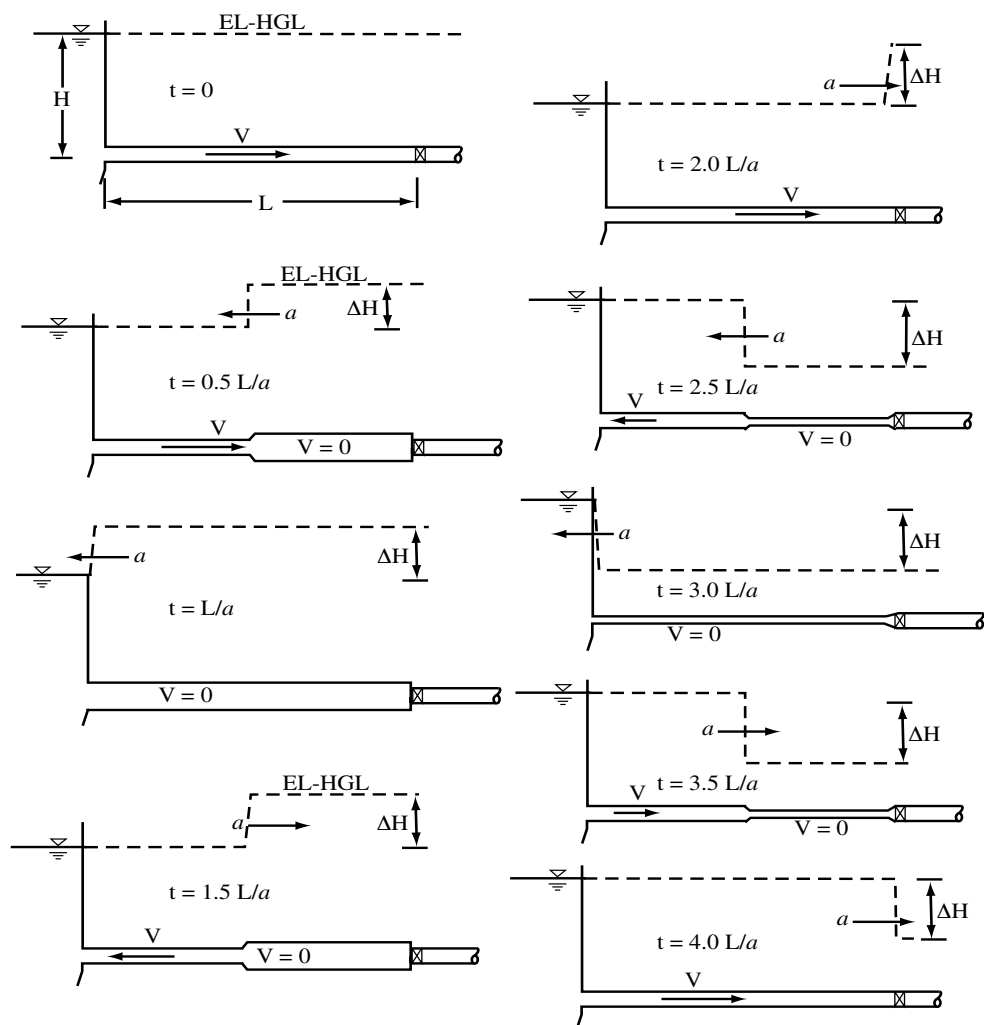 EL-HGL
H
t = 0
V
L
EL-HGL
ΔH
a
t = 0.5 L/a
V
V = 0
a
ΔH
t = L/a
V = 0
EL-HGL
a
ΔH
t = 1.5 L/a
V
V = 0
a
ΔH
t = 2.0 L/a
V
a
ΔH
t = 2.5 L/a
V
V = 0
a
ΔH
t = 3.0 L/a
V = 0
a
ΔH
t = 3.5 L/a
V
V = 0
a
ΔH
t = 4.0 L/a
V